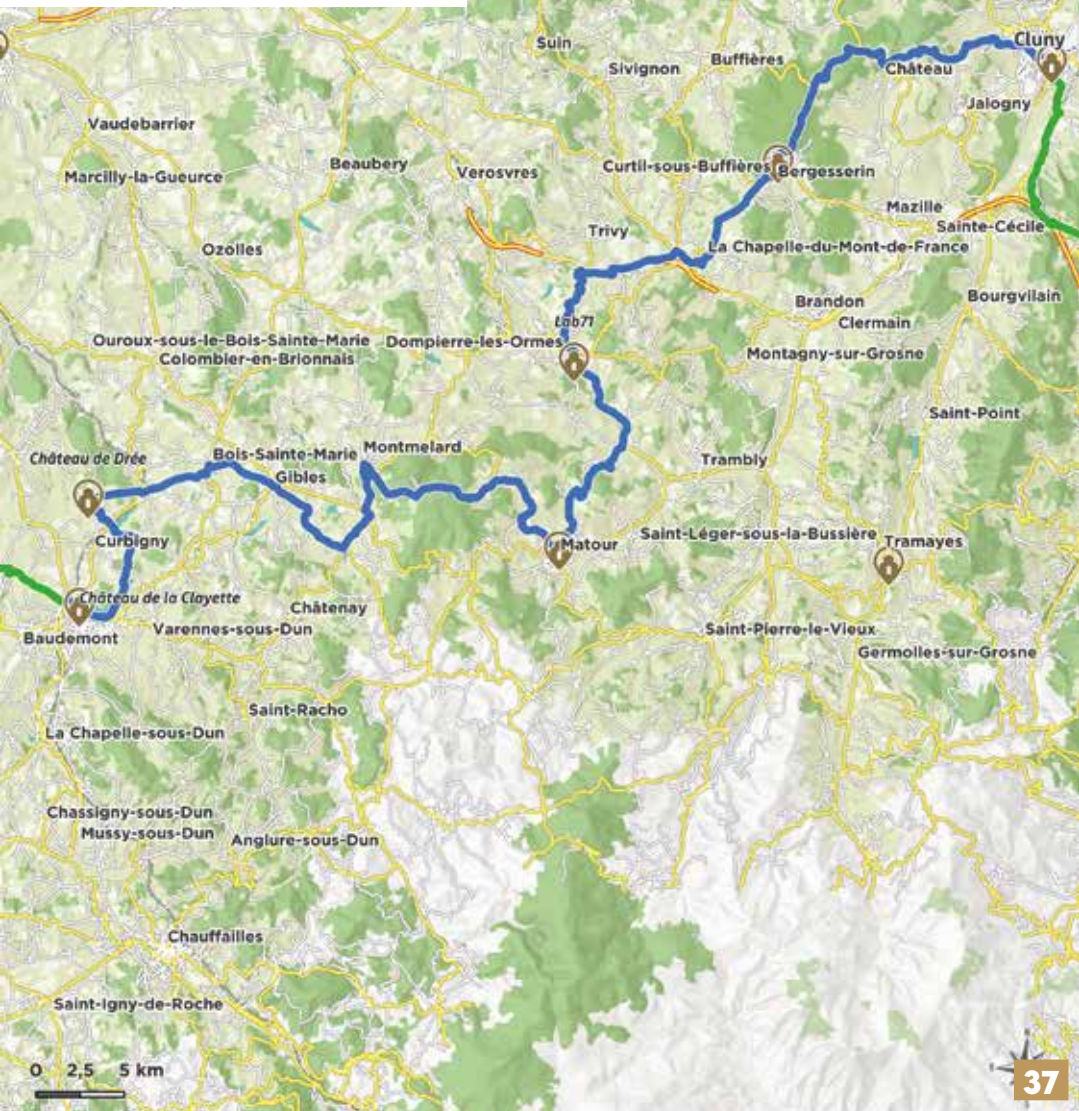 Cluny
Suin
Buffières
Sivignon
Château
Jalogny
Vaudebarrier
Beaubery
Verosvres
Curtil-sous-Buffières
Bergesserin
Marcilly-la-Gueurce
Mazille
Sainte-Cécile
Trivy
La Chapelle-du-Mont-de-France
Ozolles
Brandon
Bourgvilain
Lab71
Clermain
Ouroux-sous-le-Bois-Sainte-Marie
Dompierre-les-Ormes
Colombier-en-Brionnais
Montagny-sur-Grosne
Saint-Point
Château de Drée
Bois-Sainte-Marie
Montmelard
Trambly
Gibles
Curbigny
Matour
Saint-Léger-sous-la-Bussière
Tramayes
Château de la Clayette
Châtenay
Baudemont
Varennes-sous-Dun
Saint-Pierre-le-Vieux
Germolles-sur-Grosne
Saint-Racho
La Chapelle-sous-Dun
Chassigny-sous-Dun
Mussy-sous-Dun
Anglure-sous-Dun
Chauffailles
Saint-Igny-de-Roche
0 2,5 5 km
37